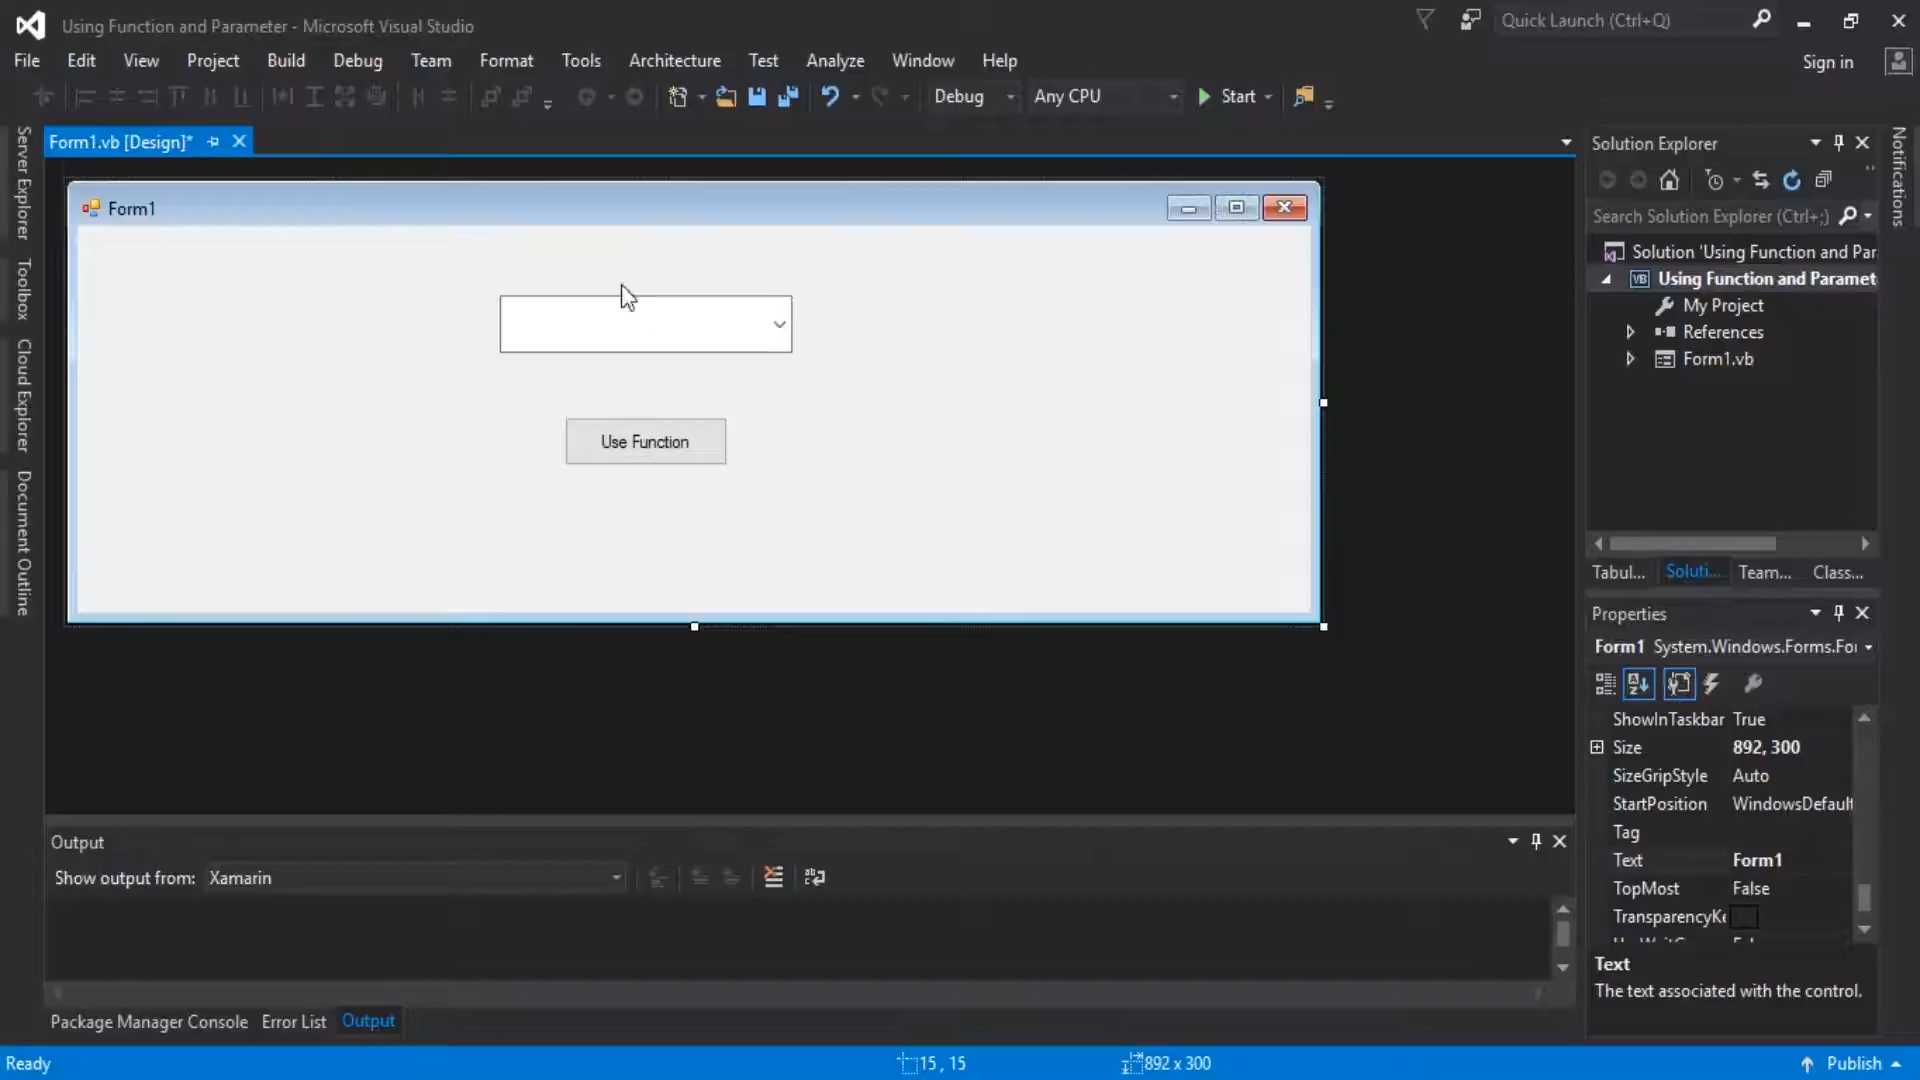 Using Function and Parameter - Microsoft Visual Studio
Quick Launch (Ctrl+Q)
File Edit View Project Build Debug Team Format Tools Architecture Test Analyze Window Help
Sign in
Debug Any CPU Start
Server Explorer
Toolbox
Cloud Explorer
Document Outline
Form1.vb [Design]*
Form1
Use Function
Solution Explorer
Search Solution Explorer (Ctrl+;)
Solution 'Using Function and Par
VB Using Function and Paramet
My Project
References
Form1.vb
Tabul... Soluti... Team... Class...
Notifications
Properties
Form1 System.Windows.Forms.For
ShowInTaskbar True
Size 892, 300
SizeGripStyle Auto
StartPosition WindowsDefault
Tag
Text Form1
TopMost False
TransparencyKe
Text
The text associated with the control.
Output
Show output from: Xamarin
Package Manager Console Error List Output
Ready
15 , 15
892 x 300
Publish